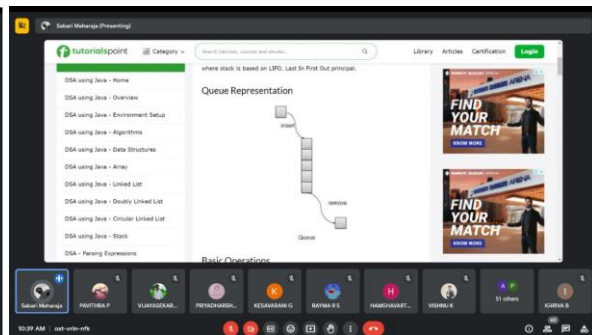 Sabari Maharaja (Presenting)
tutorialspoint
Category
Search tutorials, courses and ebooks...
Library Articles Certification Login
where stack is based on LIFO, Last In First Out principal.
DSA using Java - Home
DSA using Java - Overview
DSA using Java - Environment Setup
DSA using Java - Algorithms
DSA using Java - Data Structures
DSA using Java - Array
DSA using Java - Linked List
DSA using Java - Doubly Linked List
DSA using Java - Circular Linked List
DSA using Java - Stack
DSA - Parsing Expressions
Queue Representation
insert
remove
Queue
Basic Operations
FIND
YOUR
MATCH
KNOW MORE
FIND
YOUR
MATCH
KNOW MORE
Sabari Maharaja
PAVITHRA P
VIJAYASEKAR...
PRIYADHARSH...
K
KESAVARANI G
RAYMA R S
H
HAMSHAVART...
VISHNU K
A P
51 others
I
IGRIVA B
10:39 AM